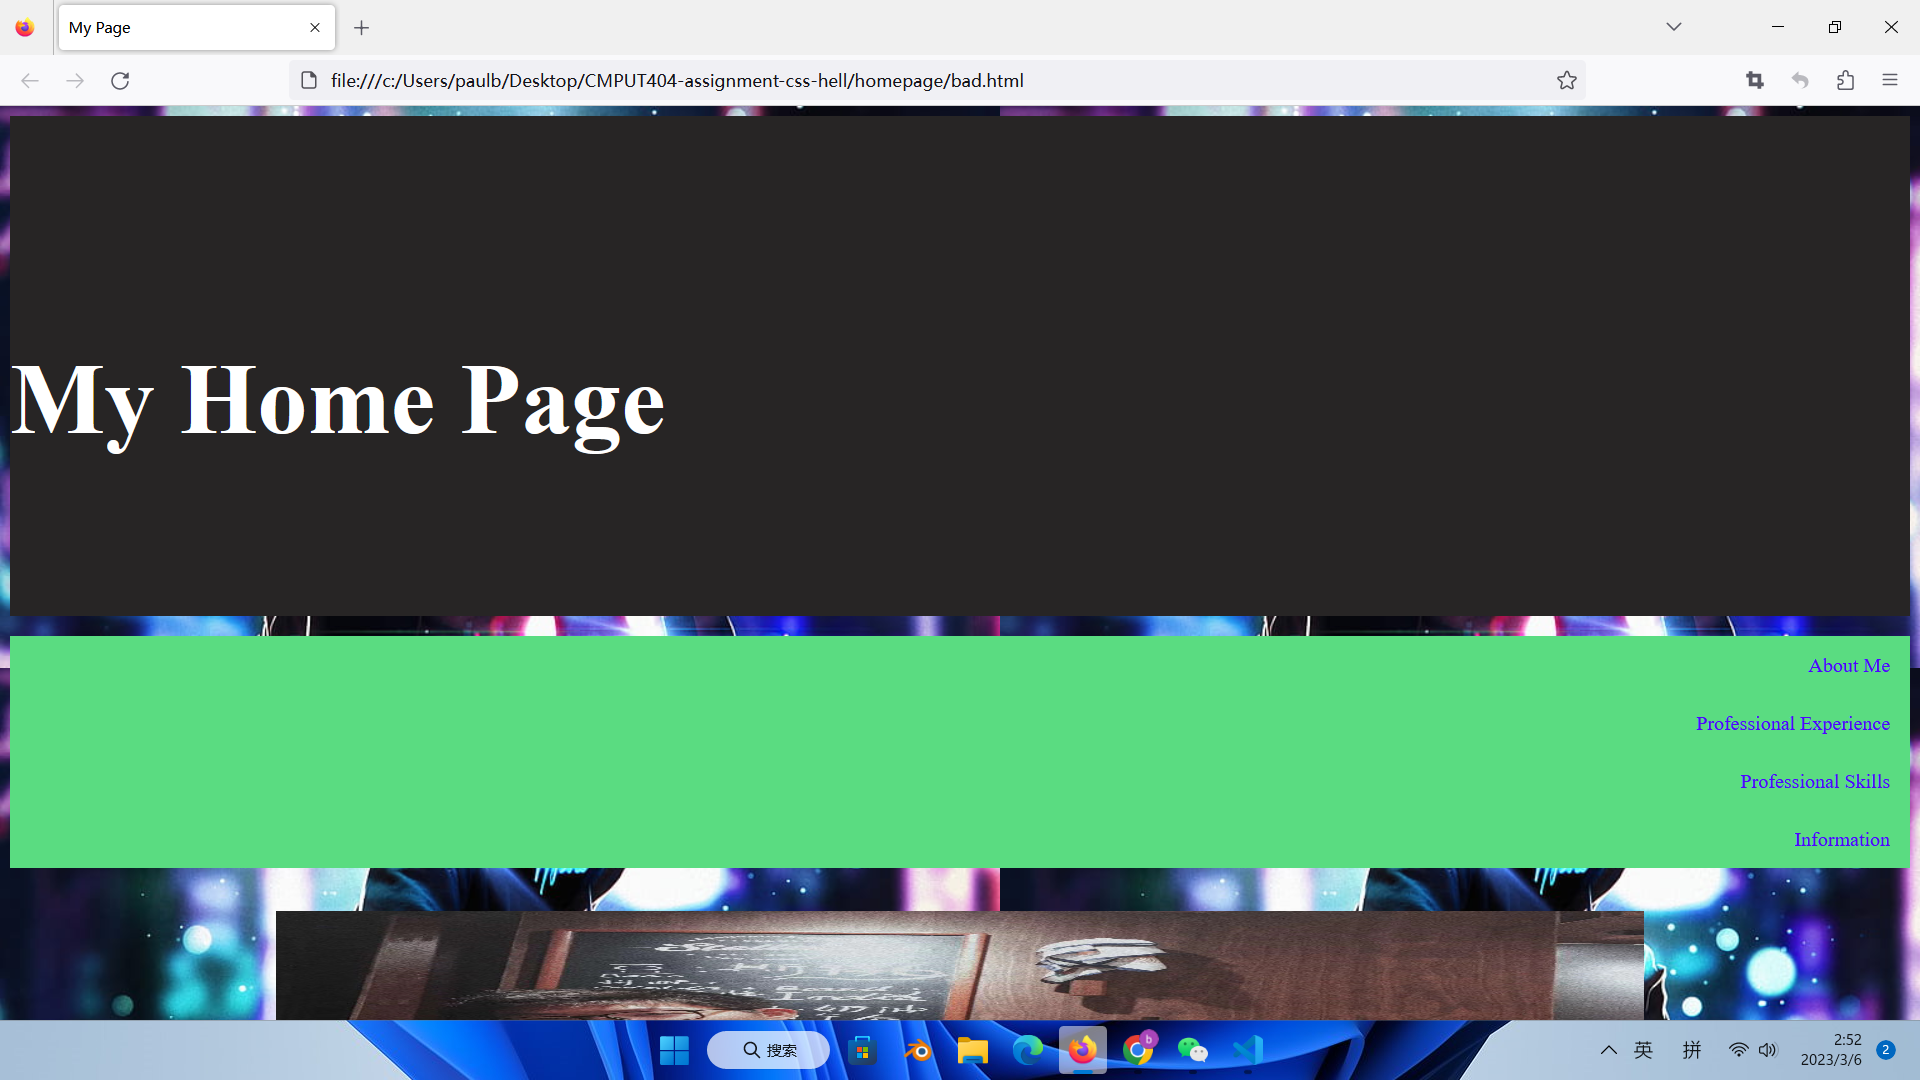 My Page
file:///c:/Users/paulb/Desktop/CMPUT404-assignment-css-hell/homepage/bad.html
My Home Page
About Me
Professional Experience
Professional Skills
Information
搜索
b
英
拼
2:52
2023/3/6
2